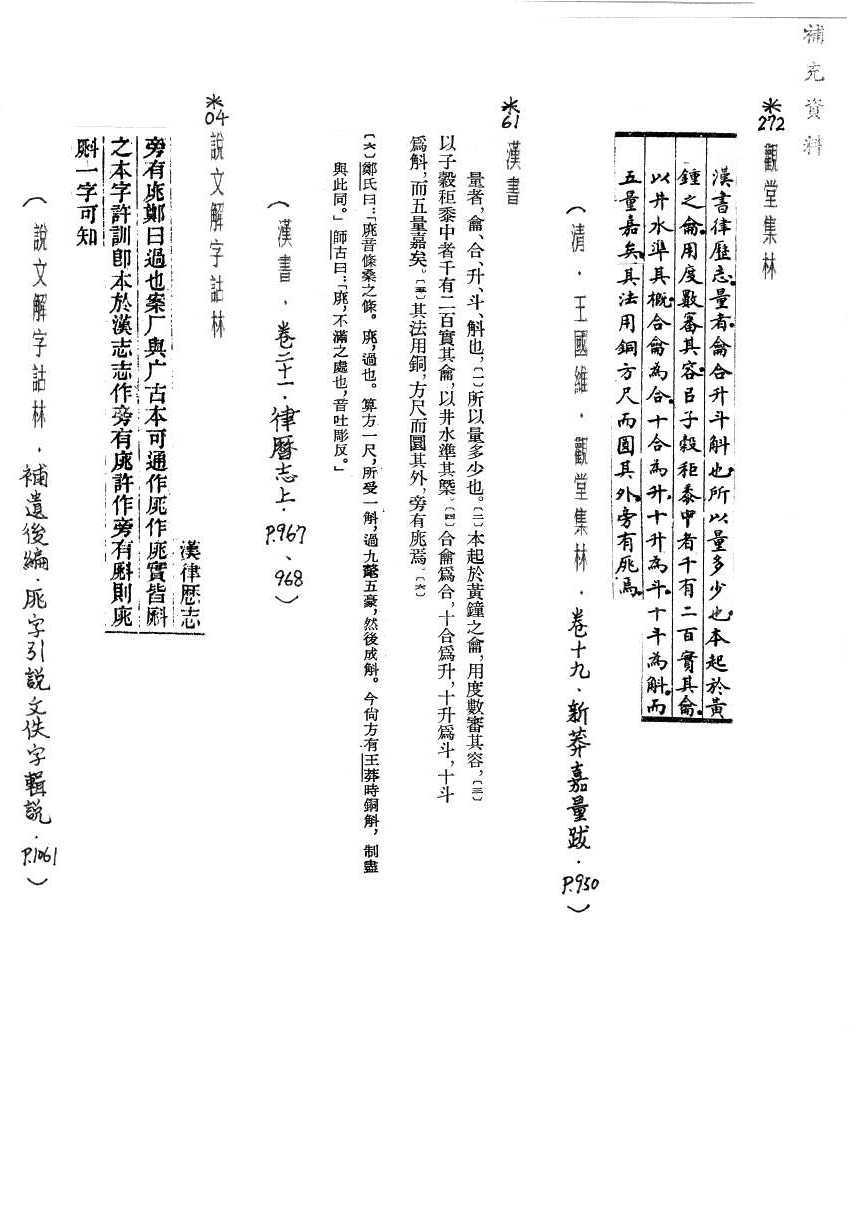 補充資料
*272 觀堂集林
漢書律歷志量者龠合升斗斛也所以量多少也本起於黃
鍾之龠用度數審其容㠯子穀秬黍中者千有二百實其龠
以井水準其概合龠為合十合為升十升為斗十斗為斛而
五量嘉矣其法用銅方尺而圜其外旁有庣焉
(清．王國維．觀堂集林．卷十九．新莽嘉量跋．P.930)
*61 漢書
量者，龠、合、升、斗、斛也，〔一〕所以量多少也。〔二〕本起於黃鐘之龠，用度數審其容，〔三〕
以子穀秬黍中者千有二百實其龠，以井水準其槩。〔四〕合龠爲合，十合爲升，十升爲斗，十斗
爲斛，而五量嘉矣。〔五〕其法用銅，方尺而圜其外，旁有庣焉。〔六〕
〔六〕鄭氏曰：「庣音條桑之條。庣，過也。算方一尺，所受一斛，過九氂五豪，然後成斛。今尙方有王莽時銅斛，制盡
與此同。」師古曰：「庣，不滿之處也，音吐彫反。」
(漢書．卷二十一．律曆志上．P.967、968)
*04 說文解字詁林
漢律歷志
旁有庣鄭曰過也案厂與广古本可通作厑作庣實皆斛
之本字許訓卽本於漢志志作旁有庣許作旁有斛則庣
斛一字可知
(說文解字詁林．補遺後編．庣字引說文佚字輯說．P.1061)